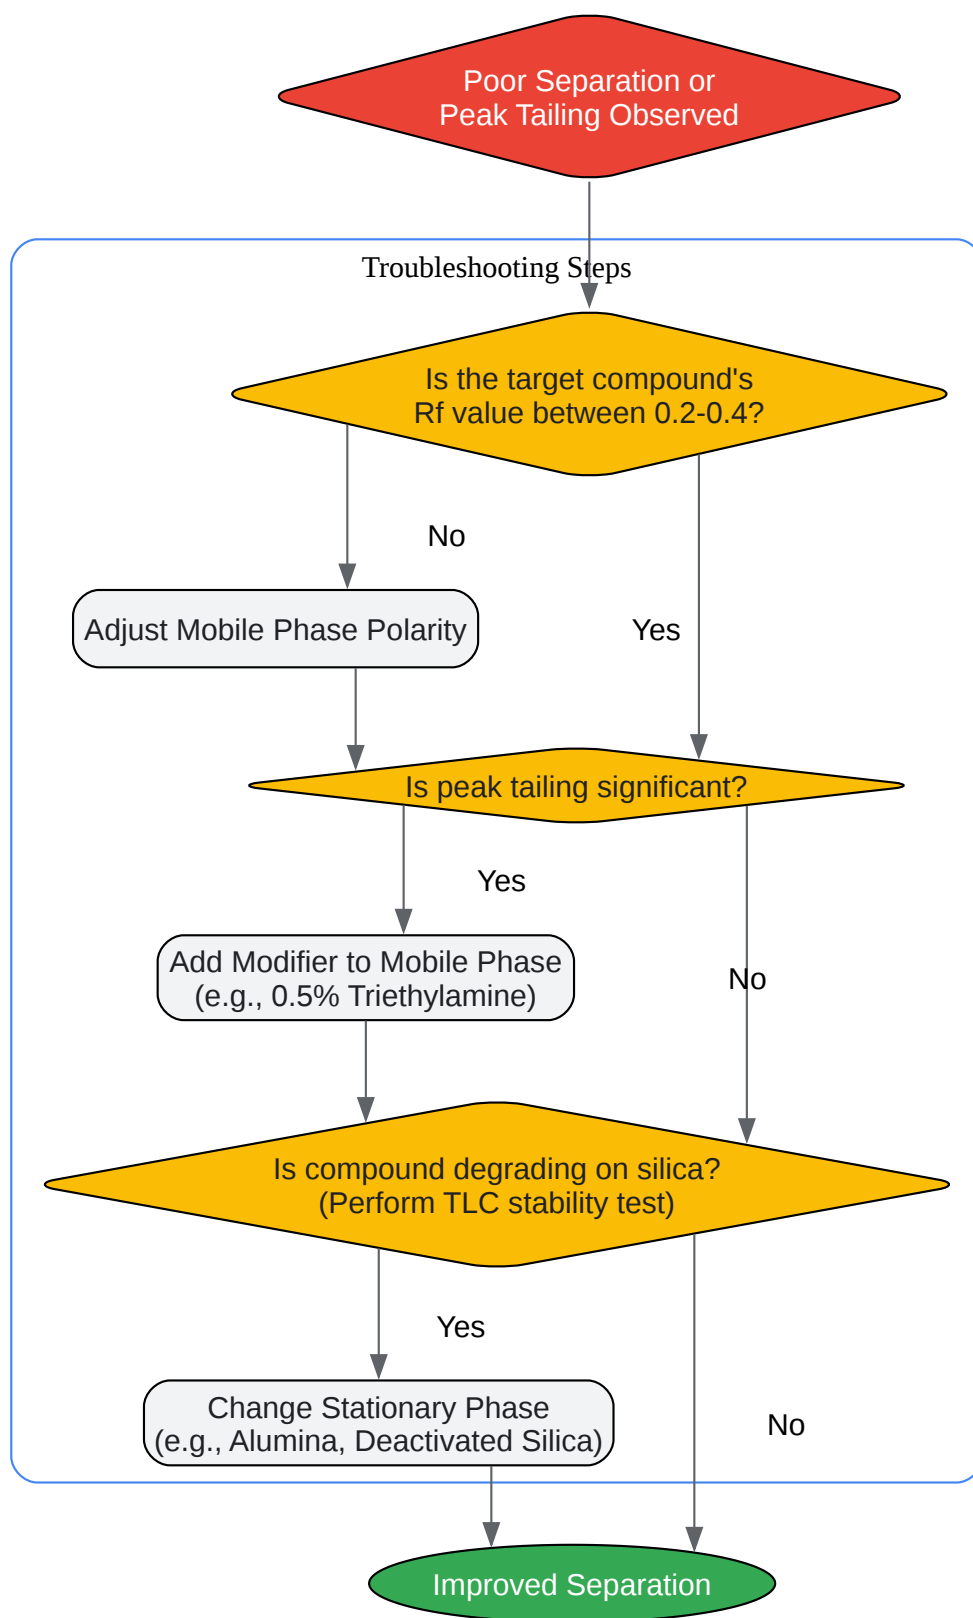 Poor Separation or
Peak Tailing Observed
Troubleshooting Steps
Is the target compound's
Rf value between 0.2-0.4?
No
Adjust Mobile Phase Polarity
Yes
Is peak tailing significant?
Yes
Add Modifier to Mobile Phase
(e.g., 0.5% Triethylamine)
No
Is compound degrading on silica?
(Perform TLC stability test)
Yes
Change Stationary Phase
(e.g., Alumina, Deactivated Silica)
No
Improved Separation